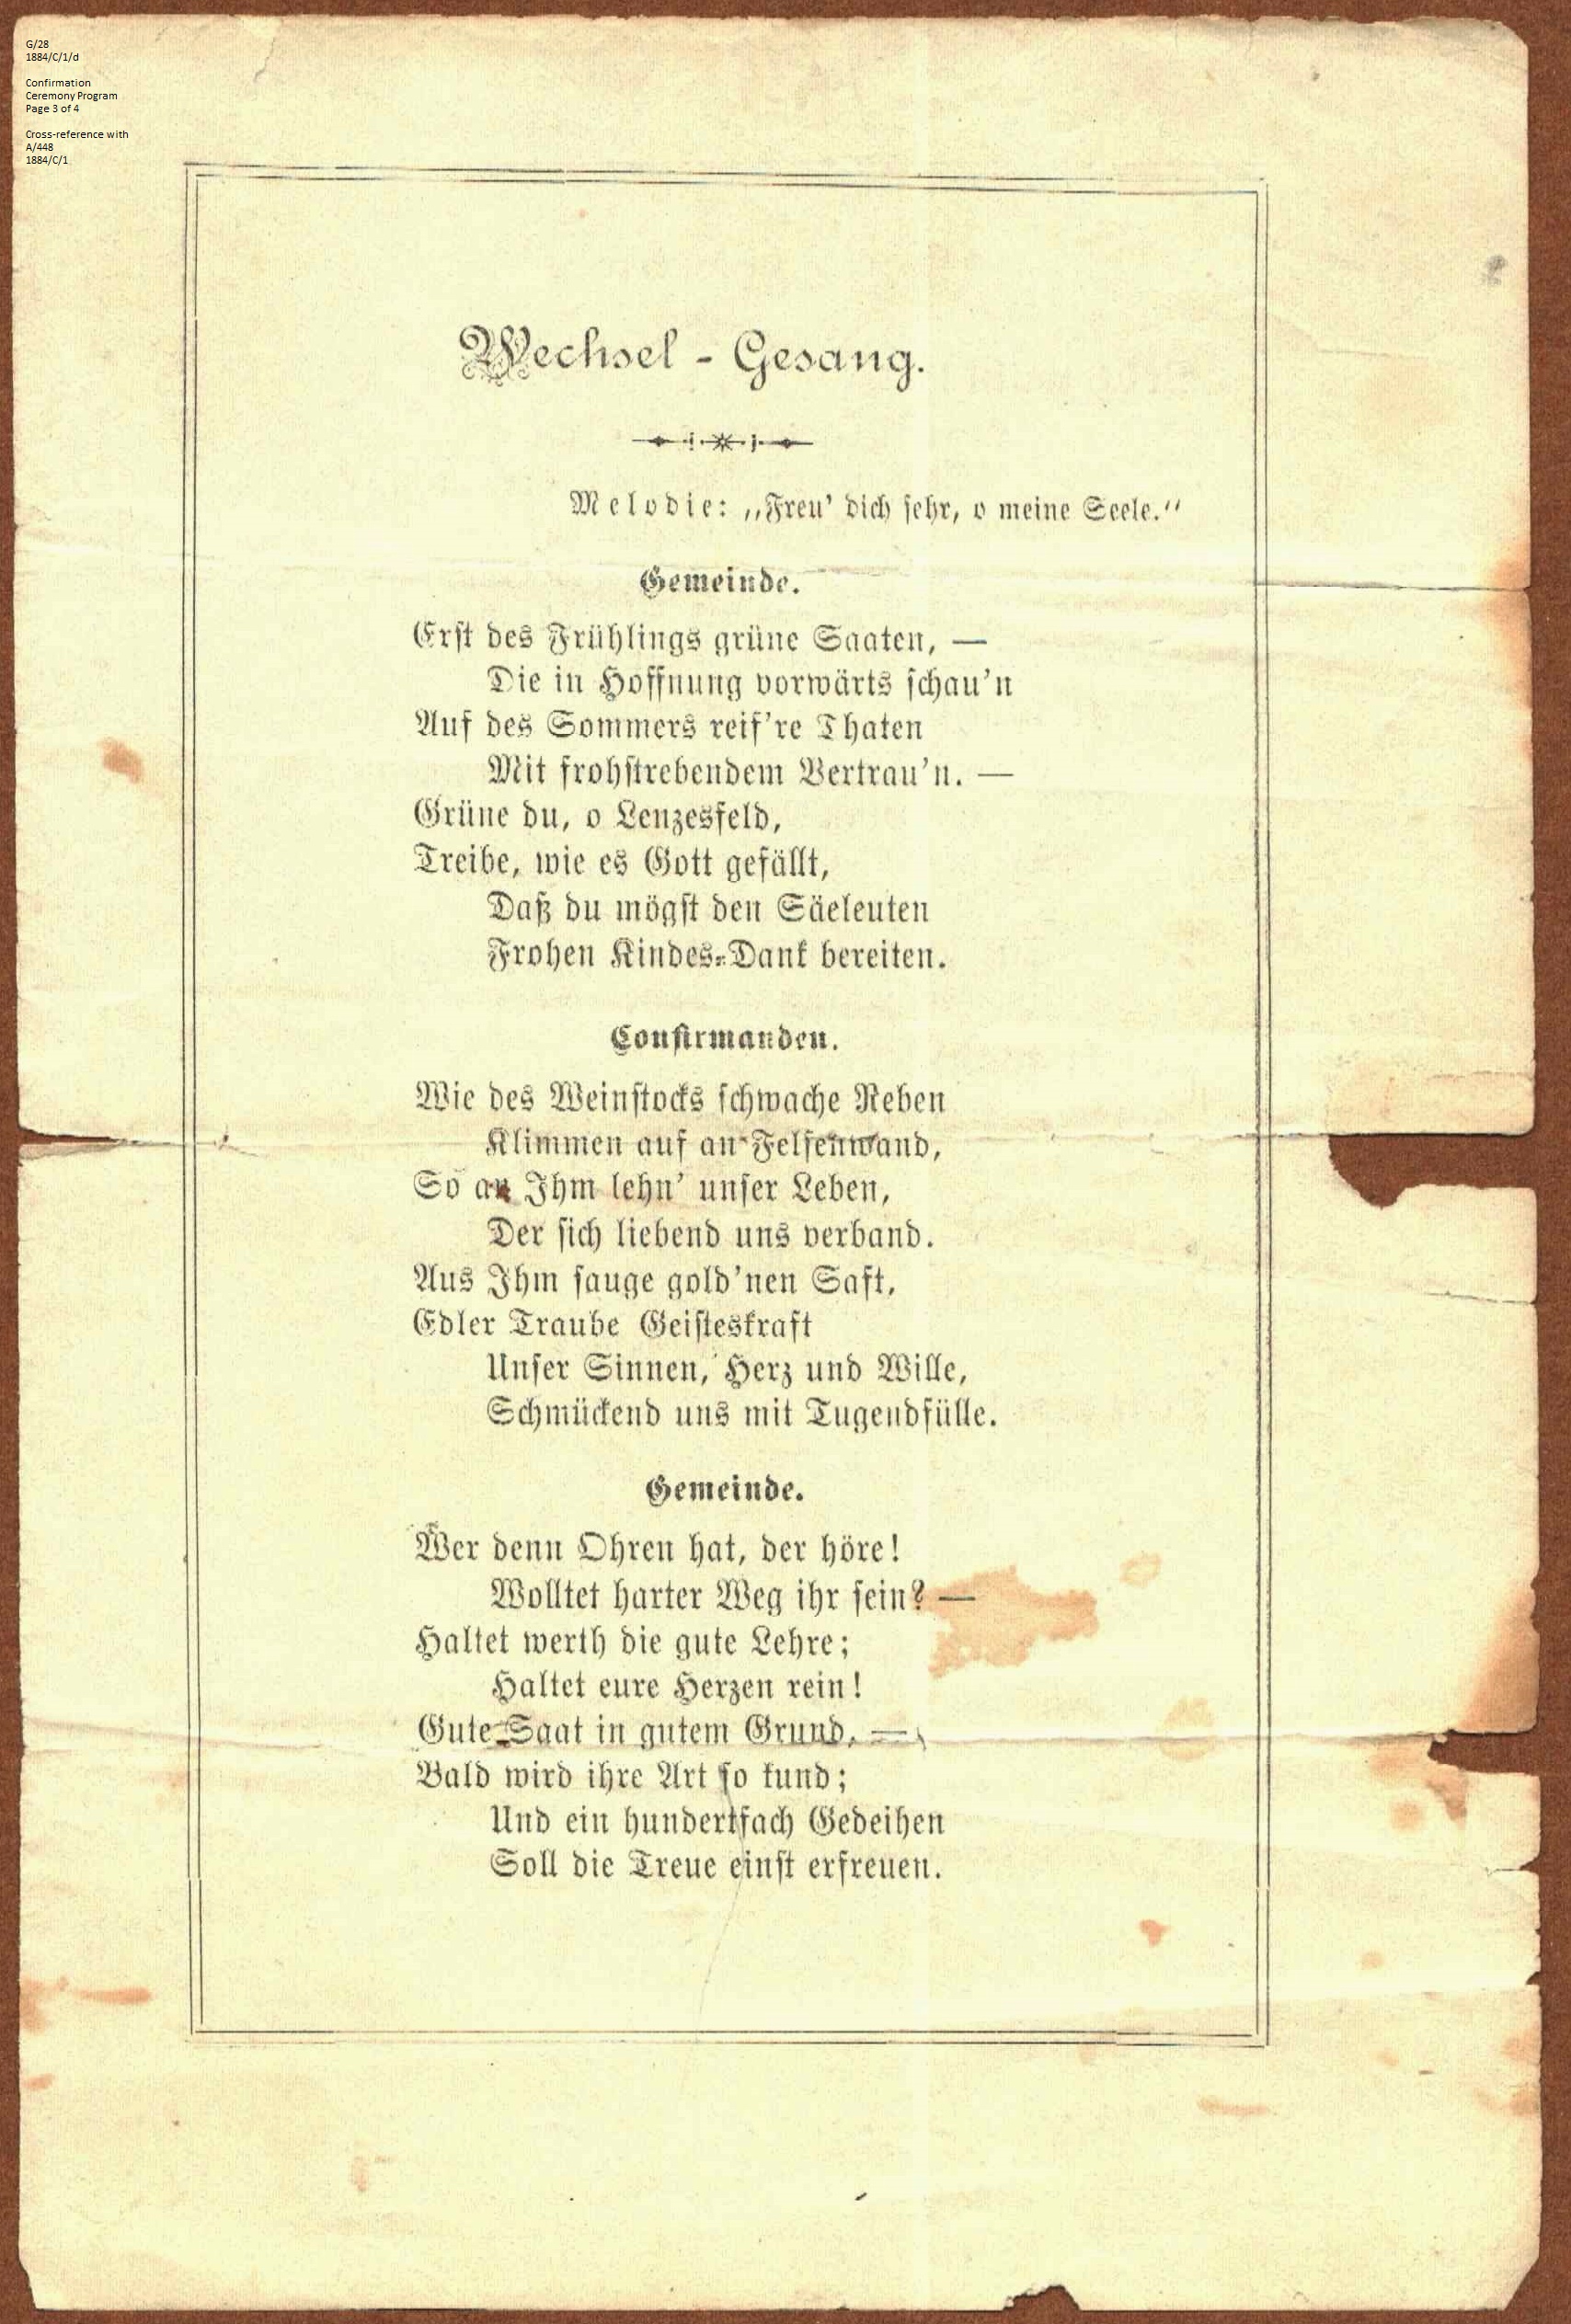 G/28
1884/C/1/d
Confirmation
Ceremony Program
Page 3 of 4
Cross-reference with
A/448
1884/C/1
Wechsel - Gesang.
Melodie: „Freu' dich sehr, o meine Seele.“
Gemeinde.
Erst des Frühlings grüne Saaten, —
Die in Hoffnung vorwärts schau'n
Auf des Sommers reif're Thaten
Mit frohstrebendem Vertrau'n. —
Grüne du, o Lenzesfeld,
Treibe, wie es Gott gefällt,
Daß du mögst den Säeleuten
Frohen Kindes-Dank bereiten.
Confirmanden.
Wie des Weinstocks schwache Reben
Klimmen auf an Felsenwand,
So an Ihm lehn' unser Leben,
Der sich liebend uns verband.
Aus Ihm sauge gold'nen Saft,
Edler Traube Geisteskraft
Unser Sinnen, Herz und Wille,
Schmückend uns mit Tugendfülle.
Gemeinde.
Wer denn Ohren hat, der höre!
Wolltet harter Weg ihr sein? —
Haltet werth die gute Lehre;
Haltet eure Herzen rein!
Gute Saat in gutem Grund, —
Bald wird ihre Art so kund;
Und ein hundertfach Gedeihen
Soll die Treue einst erfreuen.